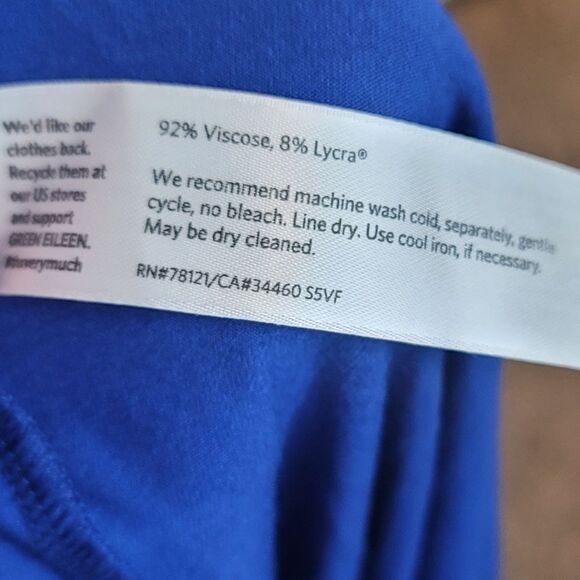 We'd like our
clothes back.
Recycle them at
our US stores
and support
GREEN EILEEN.
92% Viscose, 8% Lycra®
We recommend machine wash cold, separately, gentle
cycle, no bleach. Line dry. Use cool iron, if necessary.
May be dry cleaned.
RN#78121/CA#34460 S5VF